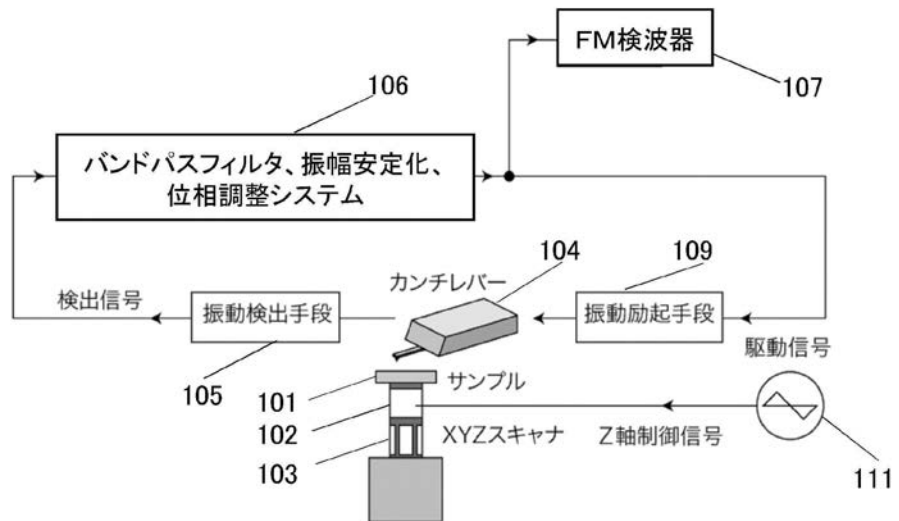 FM検波器
107
106
バンドパスフィルタ、振幅安定化、
位相調整システム
104
109
カンチレバー
検出信号
振動検出手段
振動励起手段
駆動信号
105
101
サンプル
102
XYZスキャナ
Z軸制御信号
103
111